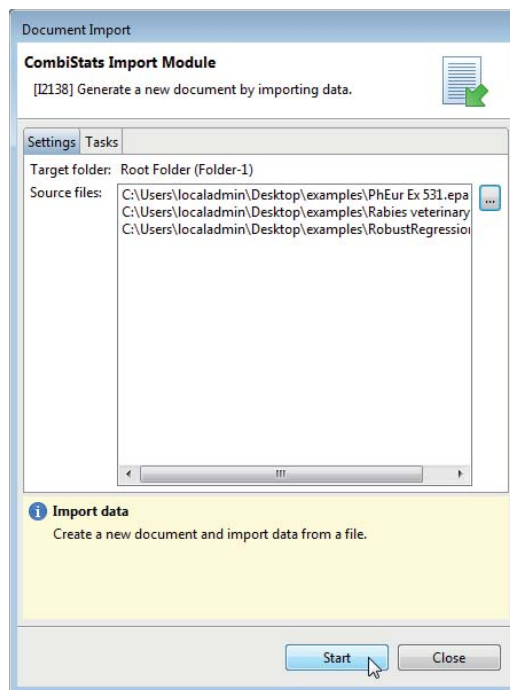 Document Import
CombiStats Import Module
[I2138] Generate a new document by importing data.
Settings Tasks
Target folder: Root Folder (Folder-1)
Source files: C:\Users\localadmin\Desktop\examples\PhEur Ex 531.epa
...
C:\Users\localadmin\Desktop\examples\Rabies veterinary
C:\Users\localadmin\Desktop\examples\RobustRegression
Import data
Create a new document and import data from a file.
Start Close